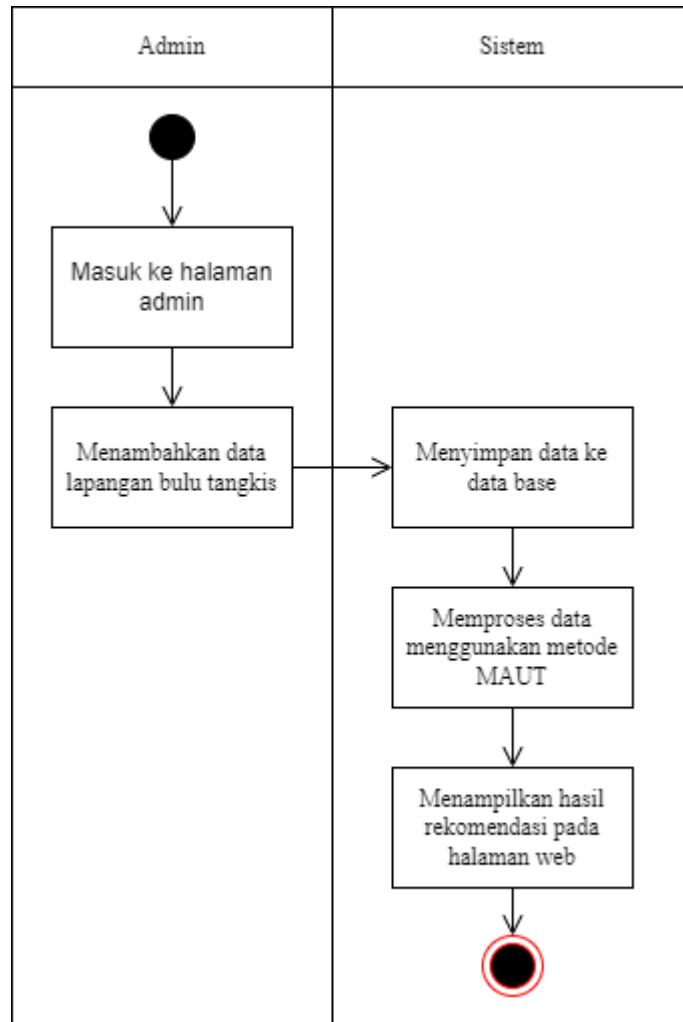 Admin
Sistem
Masuk ke halaman
admin
Menambahkan data
lapangan bulu tangkis
Menyimpan data ke
data base
Memproses data
menggunakan metode
MAUT
Menampilkan hasil
rekomendasi pada
halaman web